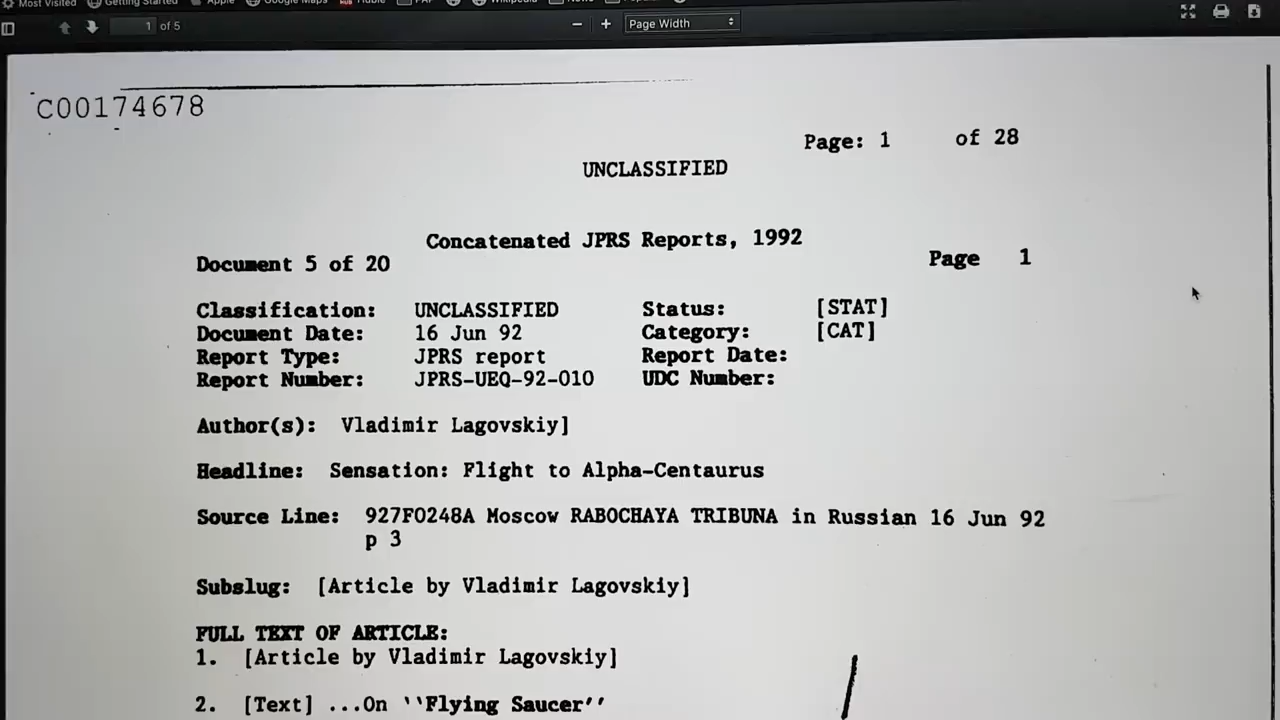 Most Visited Getting Started Apple Google Maps Wikipedia
1 of 5 Page Width
C00174678
Page: 1 of 28
UNCLASSIFIED
Concatenated JPRS Reports, 1992
Document 5 of 20 Page 1
Classification: UNCLASSIFIED Status: [STAT]
Document Date: 16 Jun 92 Category: [CAT]
Report Type: JPRS report Report Date:
Report Number: JPRS-UEQ-92-010 UDC Number:
Author(s): Vladimir Lagovskiy]
Headline: Sensation: Flight to Alpha-Centaurus
Source Line: 927F0248A Moscow RABOCHAYA TRIBUNA in Russian 16 Jun 92
p 3
Subslug: [Article by Vladimir Lagovskiy]
FULL TEXT OF ARTICLE:
1. [Article by Vladimir Lagovskiy]
2. [Text] ...On ‘‘Flying Saucer’’